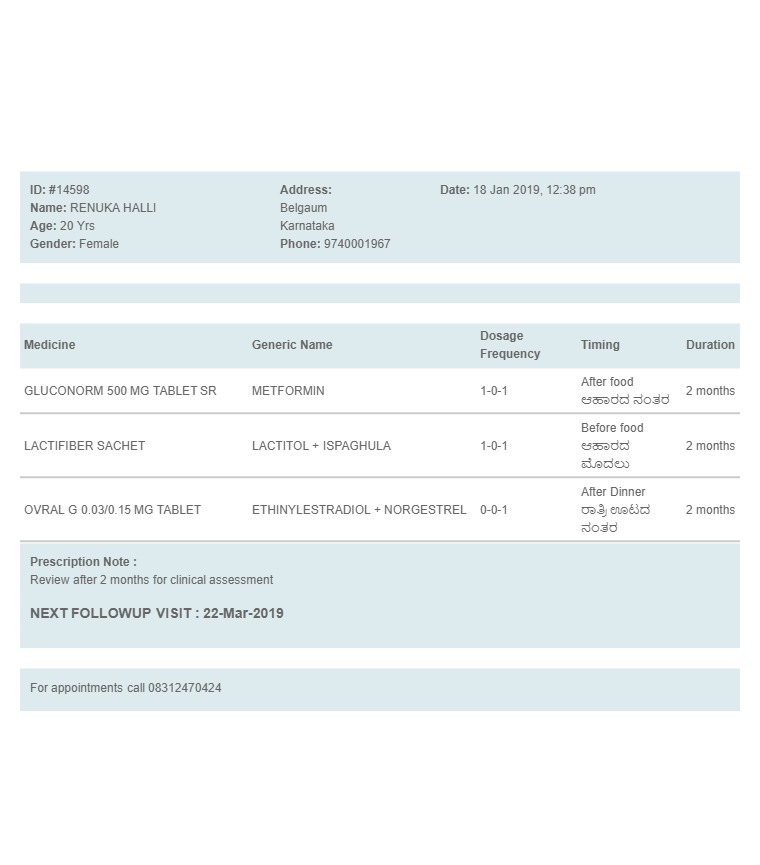 ID: #14598
Name: RENUKA HALLI
Age: 20 Yrs
Gender: Female
Address:
Belgaum
Karnataka
Phone: 9740001967
Date: 18 Jan 2019, 12:38 pm
Medicine Generic Name Dosage Frequency Timing Duration
GLUCONORM 500 MG TABLET SR METFORMIN 1-0-1 After food 2 months
ಆಹಾರದ ನಂತರ
LACTIFIBER SACHET LACTITOL + ISPAGHULA 1-0-1 Before food 2 months
ಆಹಾರದ
ಮೊದಲು
OVRAL G 0.03/0.15 MG TABLET ETHINYLESTRADIOL + NORGESTREL 0-0-1 After Dinner 2 months
ರಾತ್ರಿ ಊಟದ
ನಂತರ
Prescription Note :
Review after 2 months for clinical assessment
NEXT FOLLOWUP VISIT : 22-Mar-2019
For appointments call 08312470424